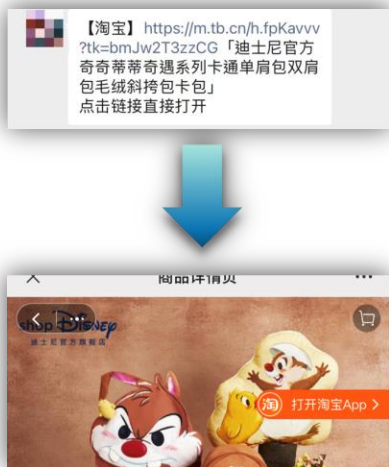 【淘宝】https://m.tb.cn/h.fpKavvv
?tk=bmJw2T3zzCG「迪士尼官方
奇奇蒂蒂奇遇系列卡通单肩包双肩
包毛绒斜挎包卡包」
点击链接直接打开
商品详情页
shop Disney
迪士尼官方旗舰店
淘 打开淘宝App >